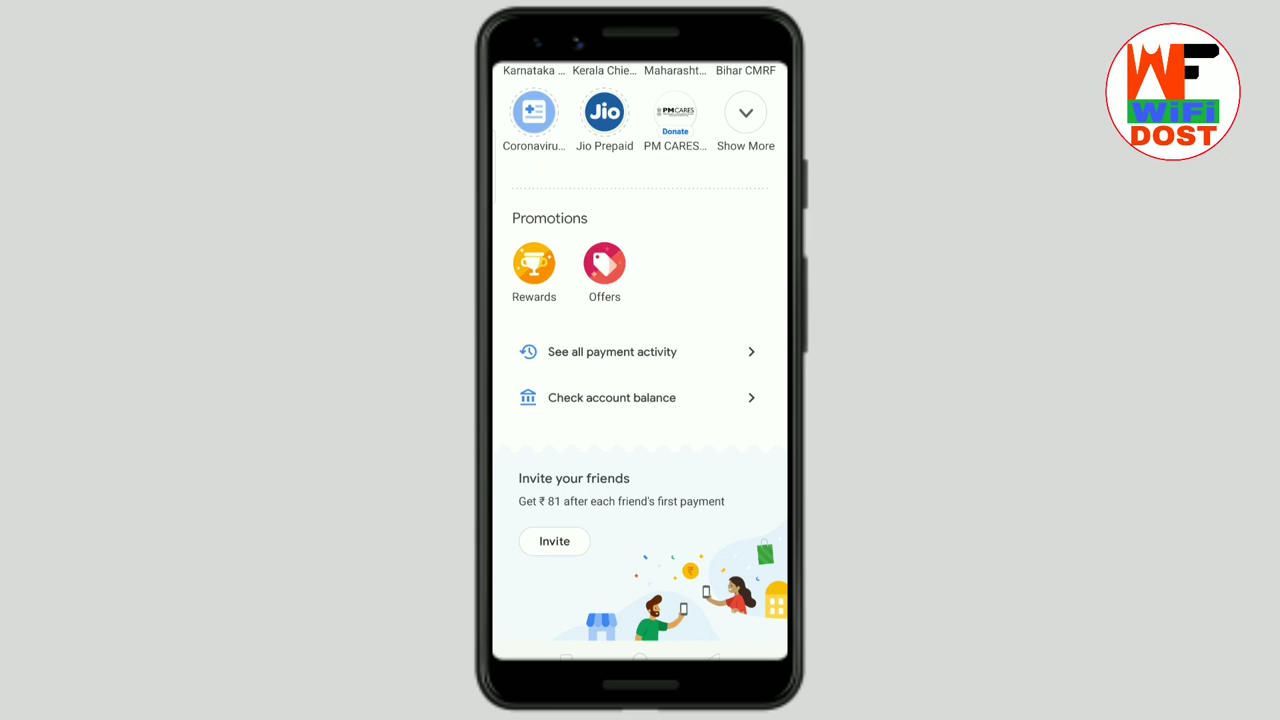 Karnataka ... Kerala Chie... Maharasht... Bihar CMRF
Jio
PM CARES
Donate
Coronaviru... Jio Prepaid PM CARES... Show More
Promotions
Rewards Offers
See all payment activity
Check account balance
Invite your friends
Get ₹ 81 after each friend's first payment
Invite
₹
WF
WiFi
DOST